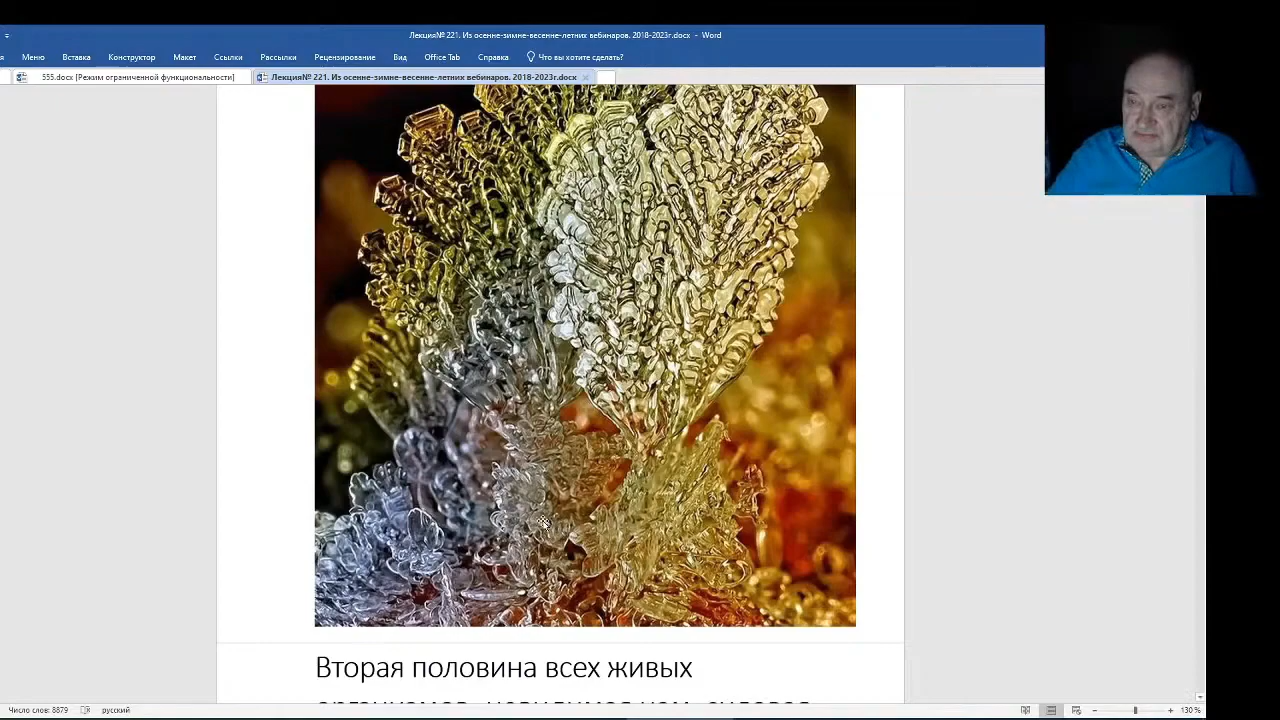 Лекция№ 221. Из осенне-зимне-весенне-летних вебинаров. 2018-2023г.docx - Word
Меню Вставка Конструктор Макет Ссылки Рассылки Рецензирование Вид Office Tab Справка Что вы хотите сделать?
555.docx [Режим ограниченной функциональности] Лекция№ 221. Из осенне-зимне-весенне-летних вебинаров. 2018-2023г.docx
Вторая половина всех живых
Число слов: 8879 русский 130 %